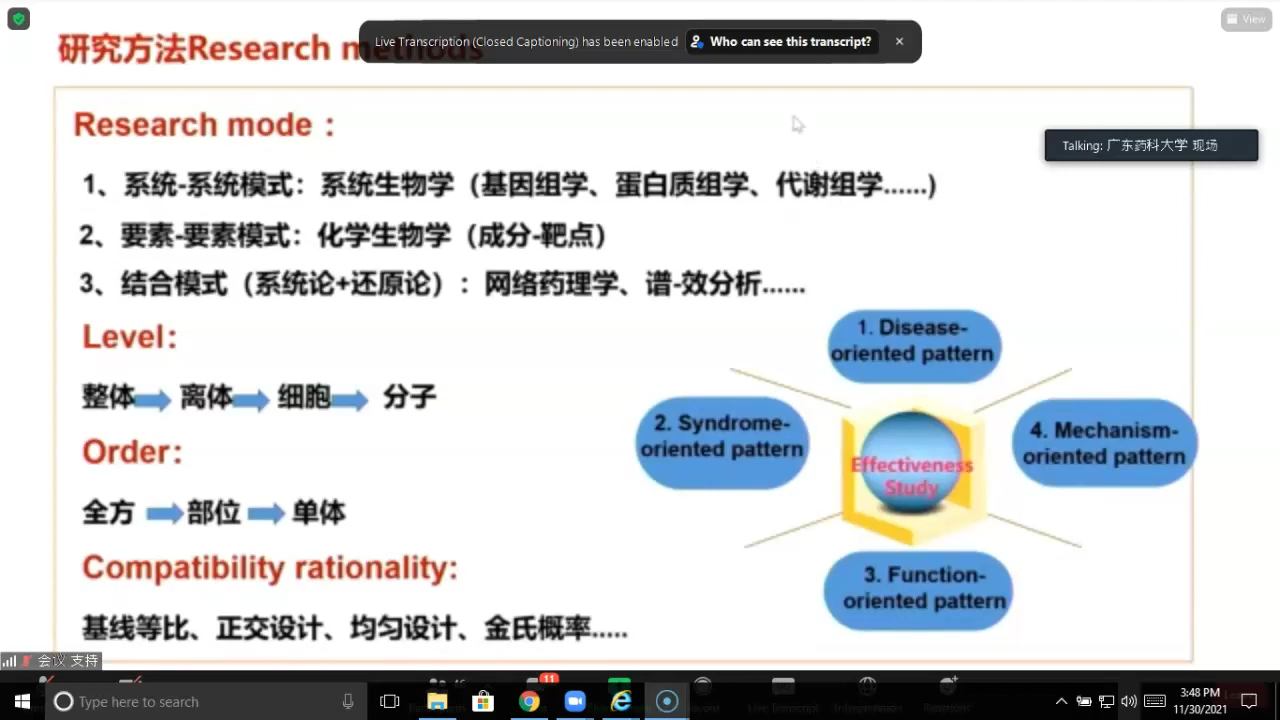 Live Transcription (Closed Captioning) has been enabled
Who can see this transcript?
View
研究方法Research methods
Research mode：
Talking: 广东药科大学 现场
1、系统-系统模式：系统生物学（基因组学、蛋白质组学、代谢组学......）
2、要素-要素模式：化学生物学（成分-靶点）
3、结合模式（系统论+还原论）：网络药理学、谱-效分析......
Level：
整体 离体 细胞 分子
Order：
全方 部位 单体
Compatibility rationality:
基线等比、正交设计、均匀设计、金氏概率.....
1. Disease-
oriented pattern
2. Syndrome-
oriented pattern
4. Mechanism-
oriented pattern
Effectiveness
Study
3. Function-
oriented pattern
会议 支持
11
Type here to search
3:48 PM
11/30/2021